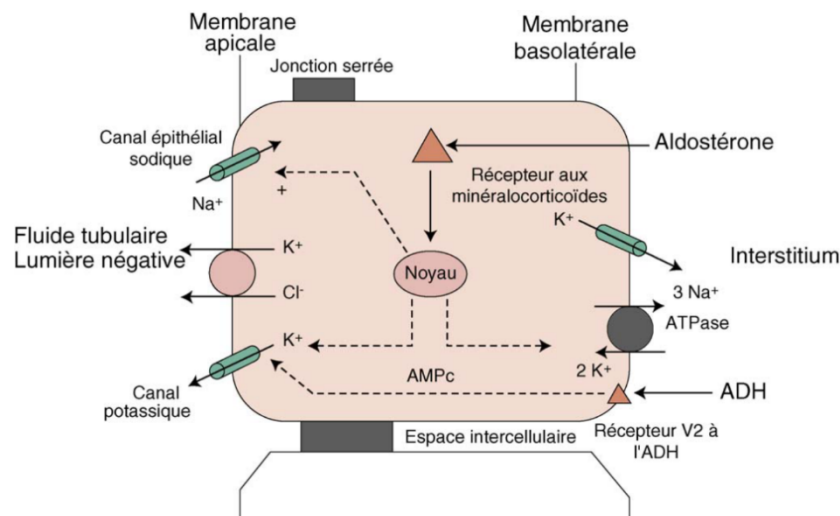 Membrane
apicale
Membrane
basolatérale
Jonction serrée
Canal épithélial
sodique
Aldostérone
Récepteur aux
minéralocorticoïdes
Na⁺
+
K⁺
Fluide tubulaire
Lumière négative
K⁺
Noyau
Interstitium
3 Na⁺
Cl⁻
ATPase
K⁺
2 K⁺
AMPc
Canal
potassique
ADH
Espace intercellulaire
Récepteur V2 à
l'ADH